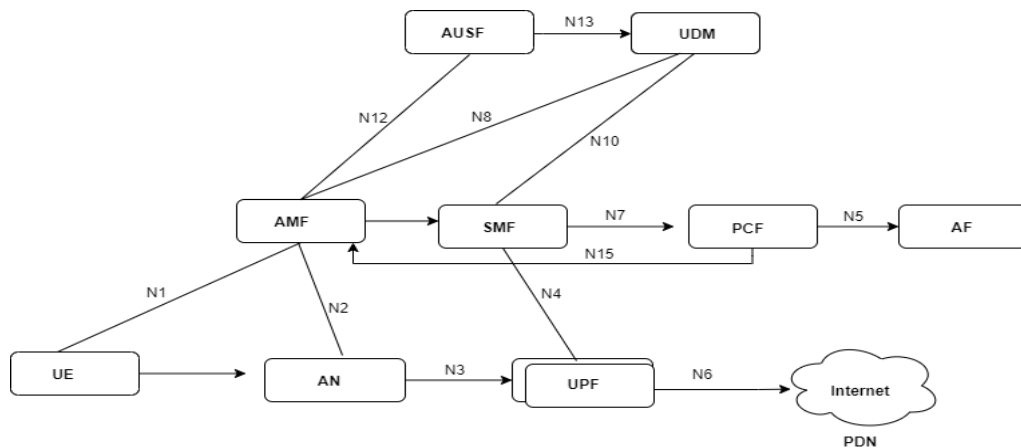 N13
AUSF
UDM
N12
N8
N10
AMF
SMF
N7
PCF
N5
AF
N15
N1
N2
N4
UE
AN
N3
UPF
N6
Internet
PDN